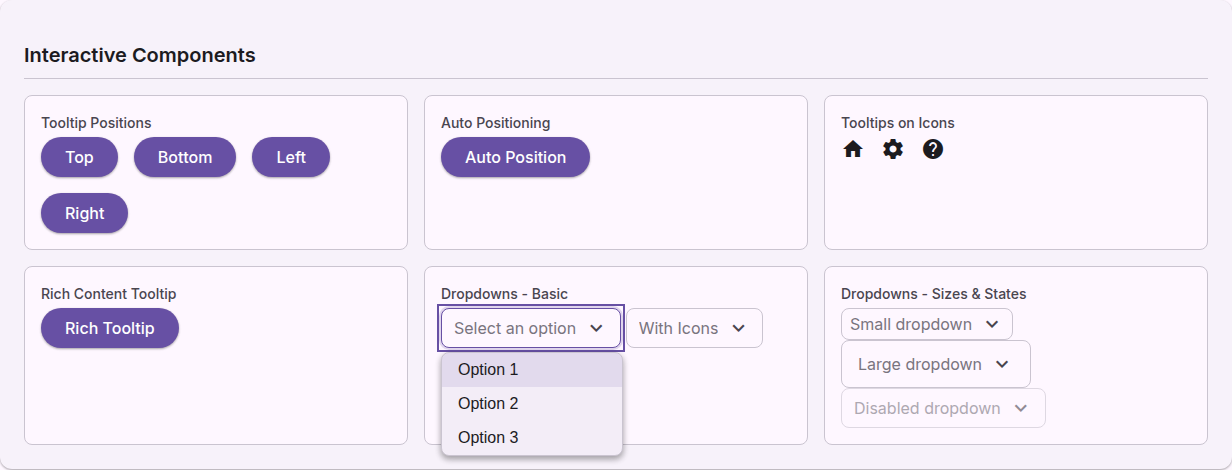 Interactive Components
Tooltip Positions
Top
Bottom
Left
Right
Auto Positioning
Auto Position
Tooltips on Icons
Rich Content Tooltip
Rich Tooltip
Dropdowns - Basic
Select an option
With Icons
Option 1
Option 2
Option 3
Dropdowns - Sizes & States
Small dropdown
Large dropdown
Disabled dropdown